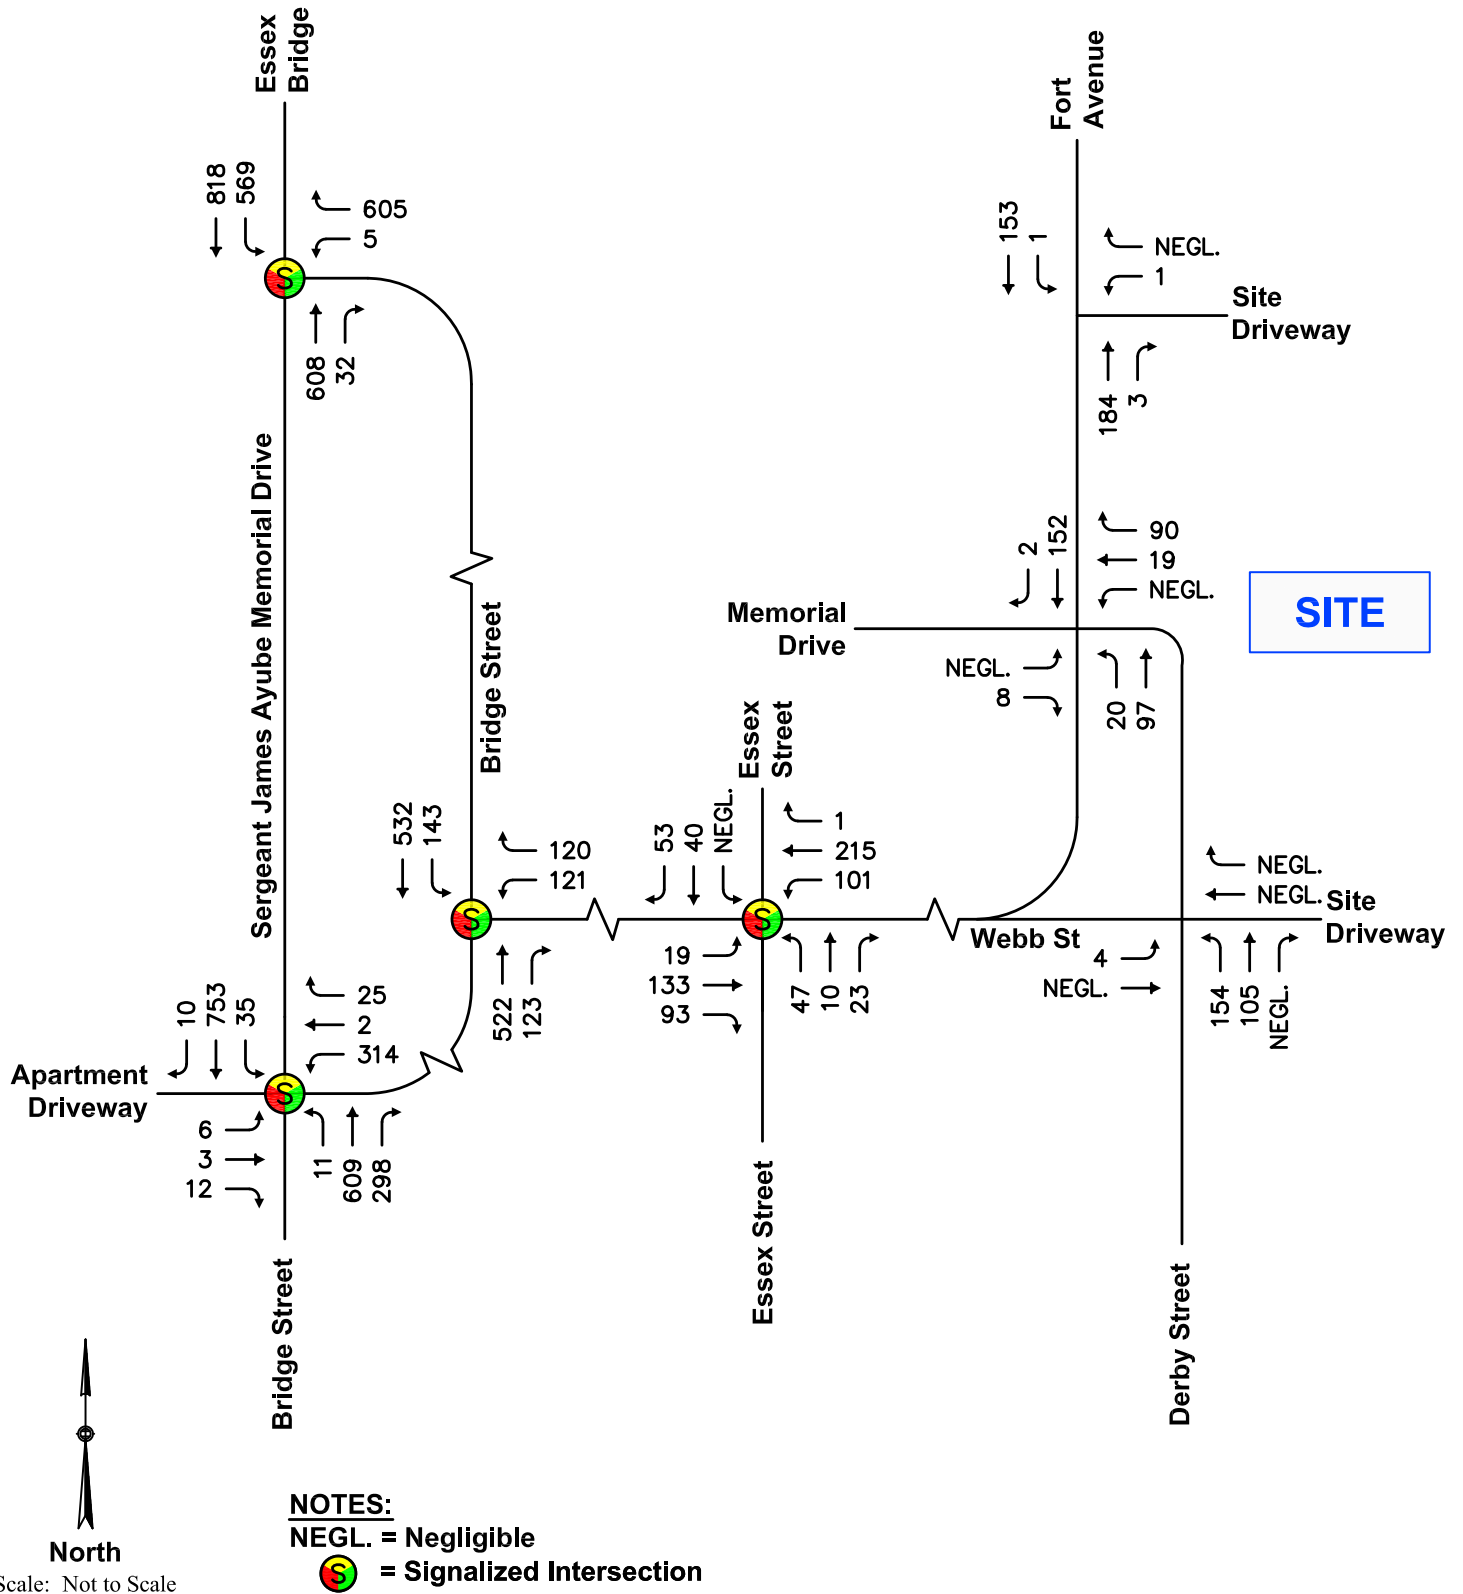 Essex
Bridge
818
569
605
5
S
608
32
Sergeant James Ayube Memorial Drive
Bridge Street
Fort
Avenue
153
1
NEGL.
1
Site
Driveway
184
3
2
152
90
19
NEGL.
SITE
Memorial
Drive
NEGL.
8
20
97
Essex
Street
532
143
120
121
S
522
123
53
40
NEGL.
1
215
101
S
19
133
93
47
10
23
Webb St
NEGL.
NEGL.
Site
Driveway
4
NEGL.
154
105
NEGL.
10
753
35
25
2
314
Apartment
Driveway
S
6
3
12
11
609
298
Bridge Street
Essex Street
Derby Street
North
Scale: Not to Scale
NOTES:
NEGL. = Negligible
S = Signalized Intersection